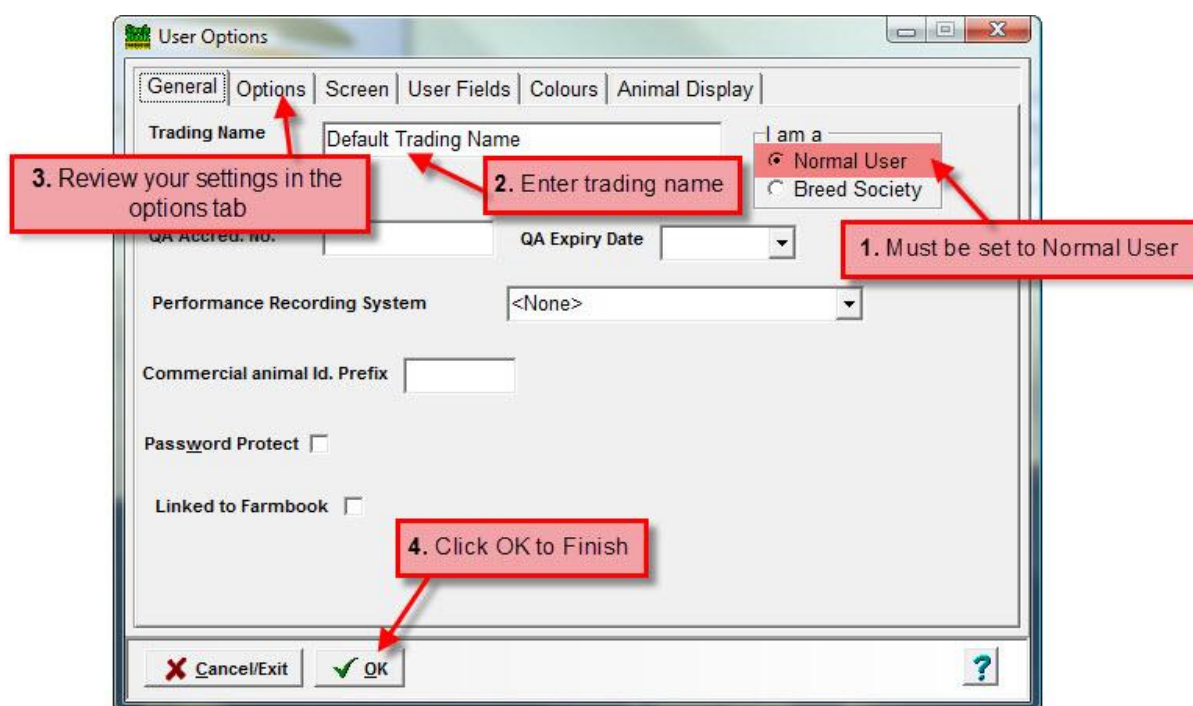 User Options
General Options Screen User Fields Colours Animal Display
Trading Name
Default Trading Name
I am a
Normal User
Breed Society
3. Review your settings in the
options tab
2. Enter trading name
1. Must be set to Normal User
QA Accred. No.
QA Expiry Date
Performance Recording System
<None>
Commercial animal Id. Prefix
Password Protect
Linked to Farmbook
4. Click OK to Finish
Cancel/Exit
OK
?